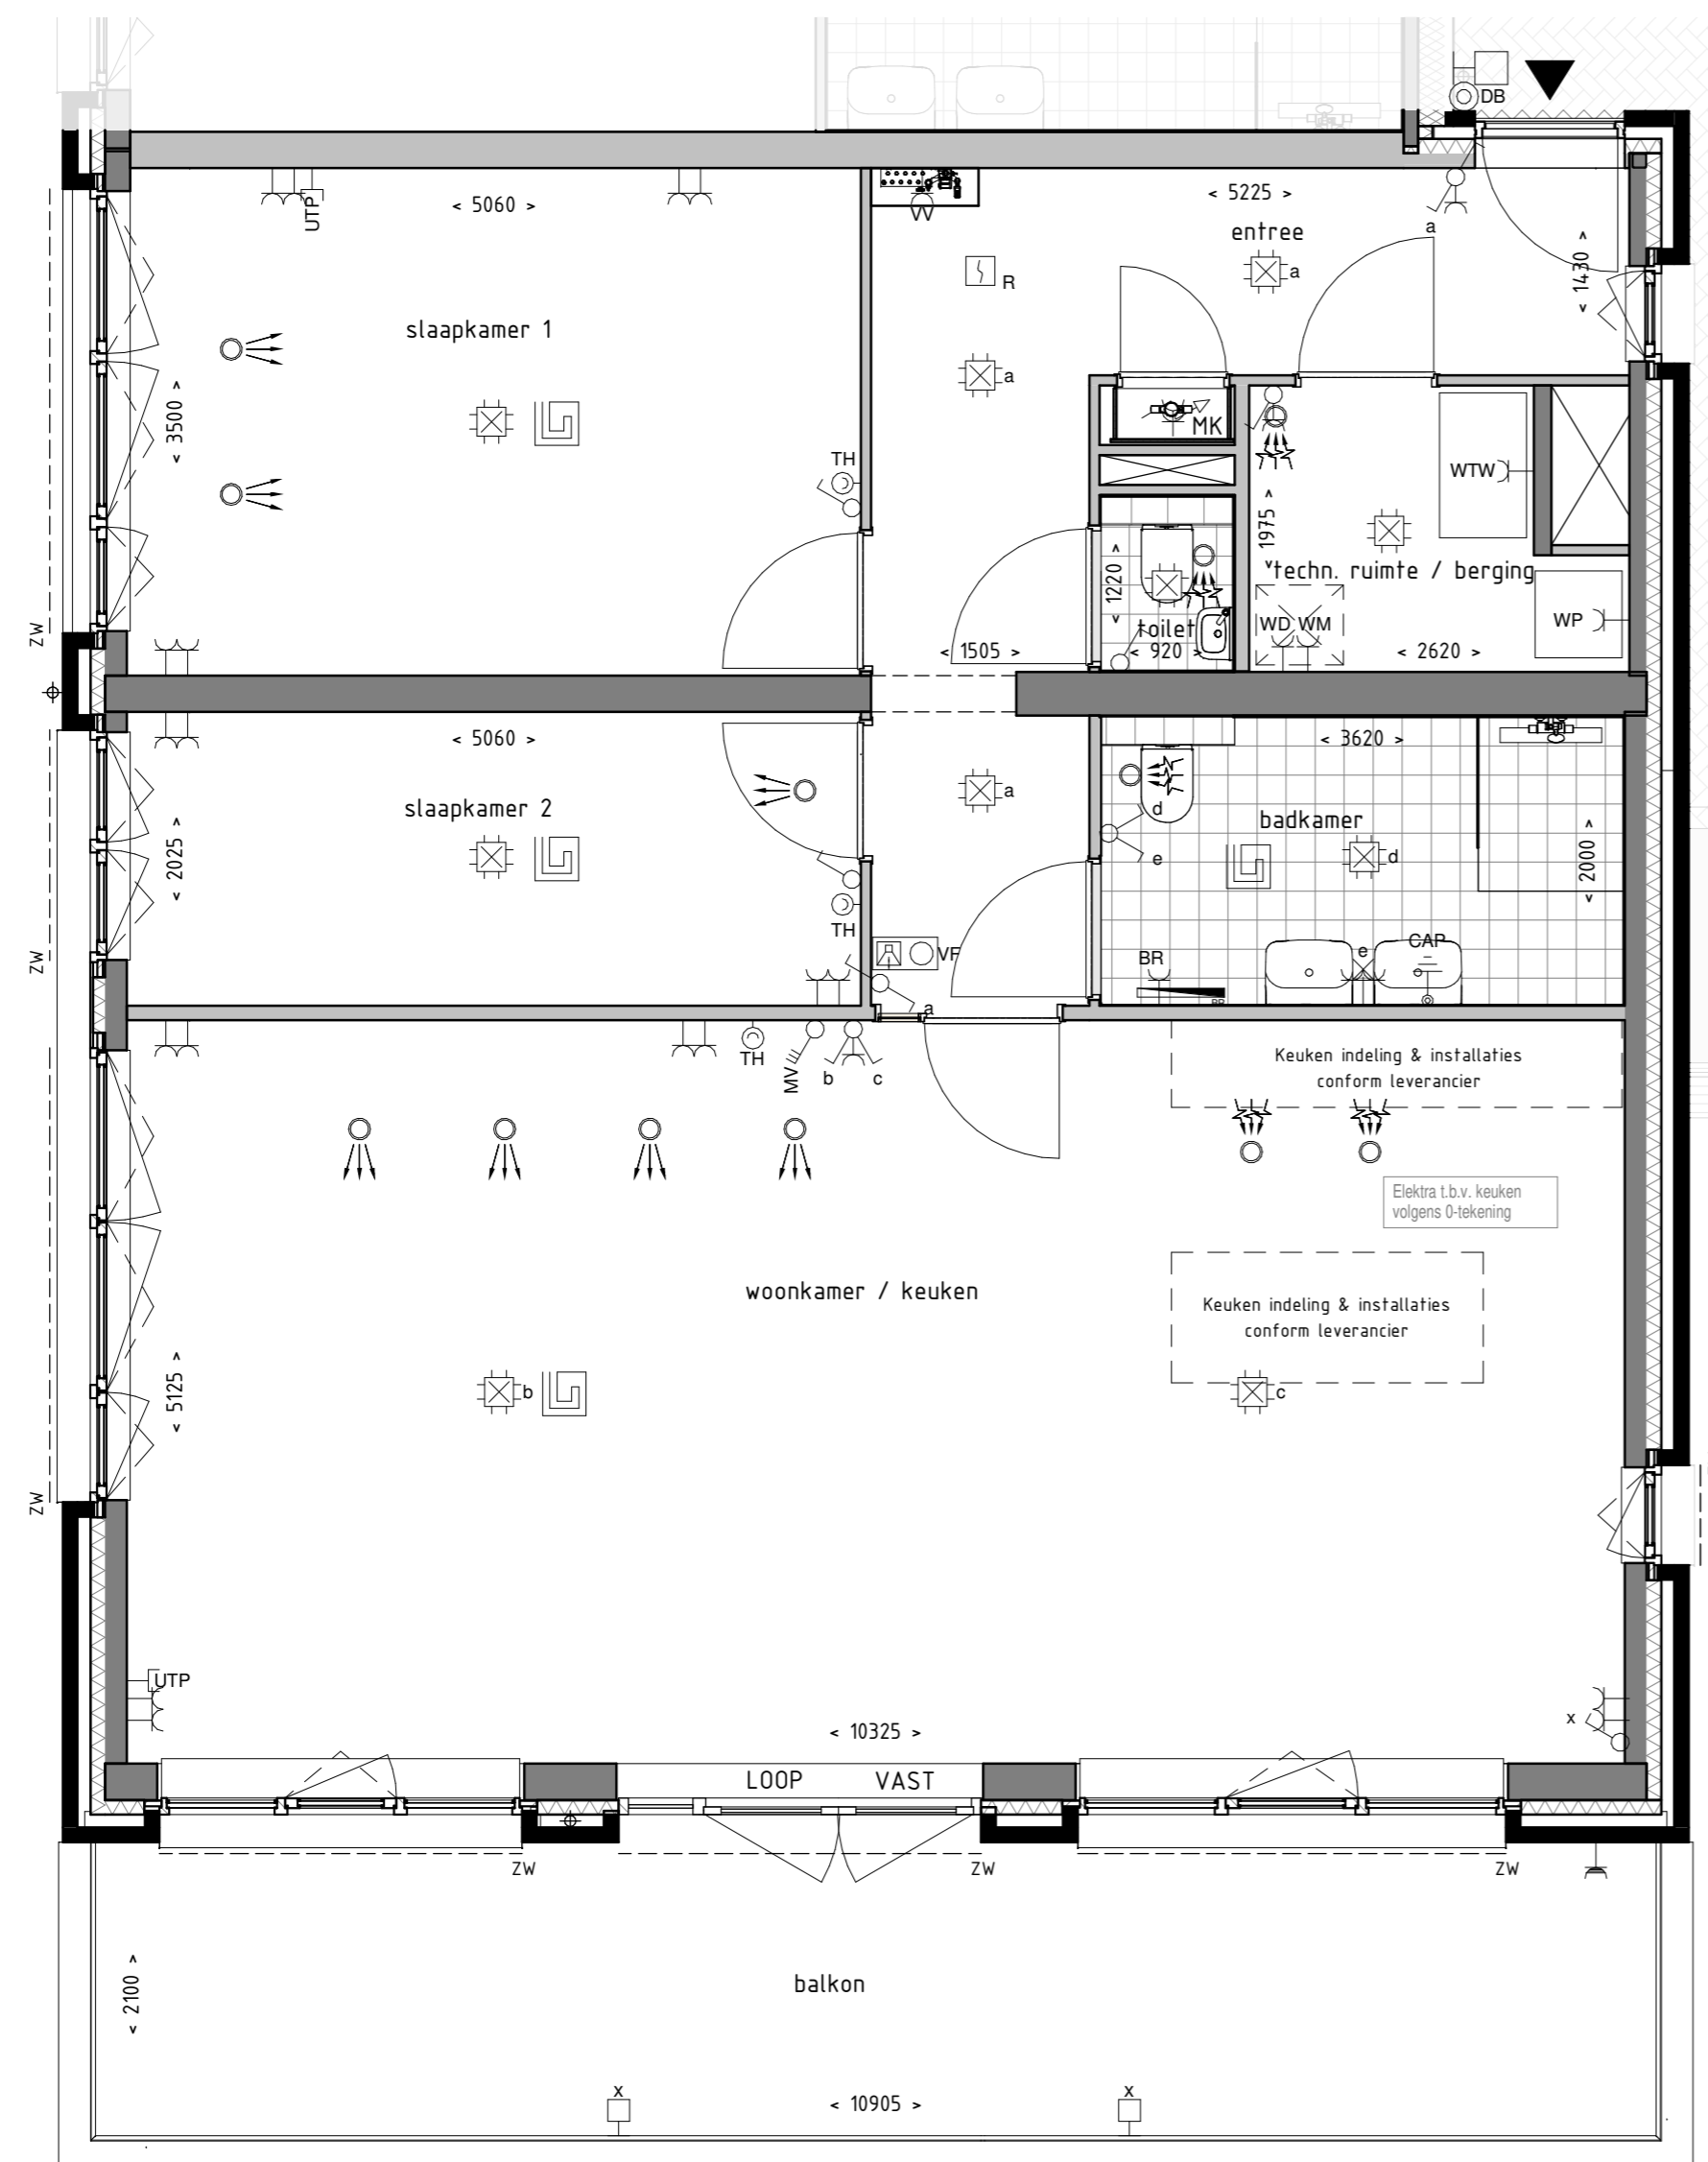 DB
< 5060 >
UTP
VV
< 5225 >
entree
a
a
< 1430 >
R
slaapkamer 1
a
< 3500 >
MK
TH
WTW
< 1975 >
techn. ruimte / berging
< 1220 >
WD WM
WP
toilet
ZW
< 1505 >
< 920 >
< 2620 >
< 5060 >
< 3620 >
a
slaapkamer 2
d
badkamer
< 2025 >
e
d
< 2000 >
TH
ZW
VF
BR
e
CAP
BR
a
TH
MV
b
c
Keuken indeling & installaties
conform leverancier
Elektra t.b.v. keuken
volgens 0-tekening
woonkamer / keuken
Keuken indeling & installaties
conform leverancier
< 5125 >
b
c
ZW
UTP
x
< 10325 >
LOOP
VAST
ZW
ZW
ZW
balkon
< 2100 >
x
x
< 10905 >